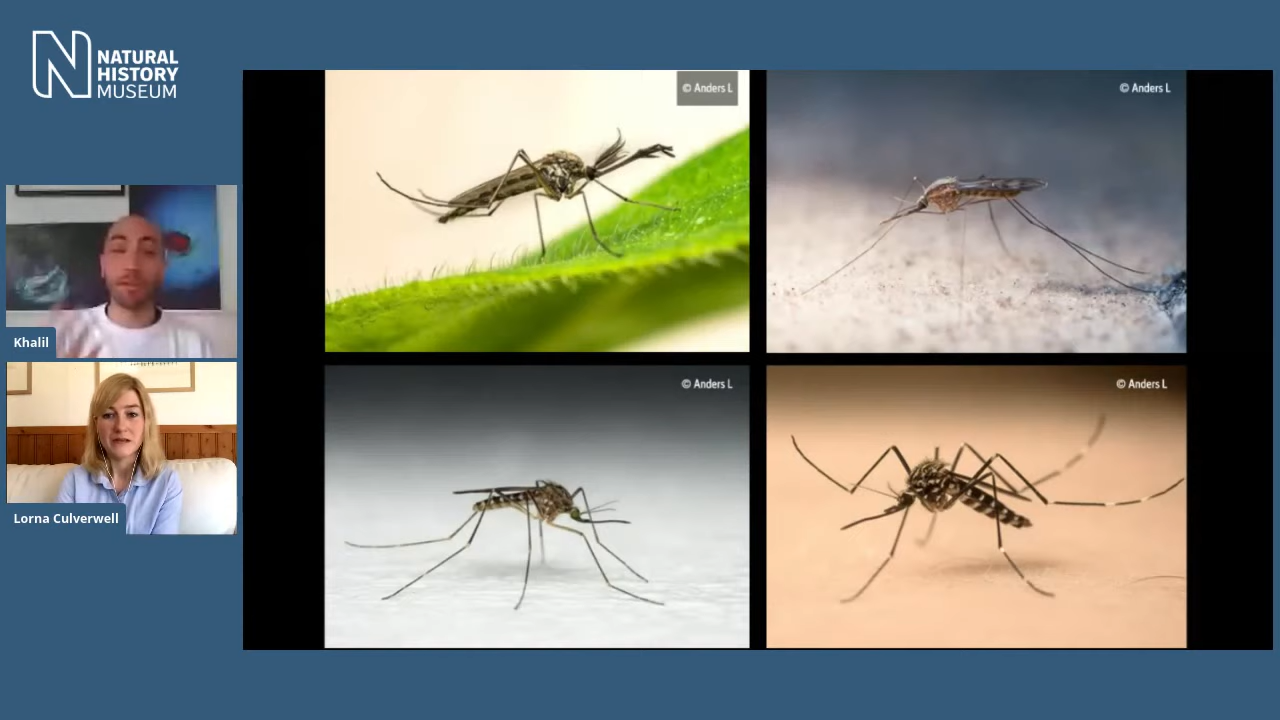 NATURAL
HISTORY
MUSEUM
© Anders L
© Anders L
Khalil
Lorna Culverwell
© Anders L
© Anders L